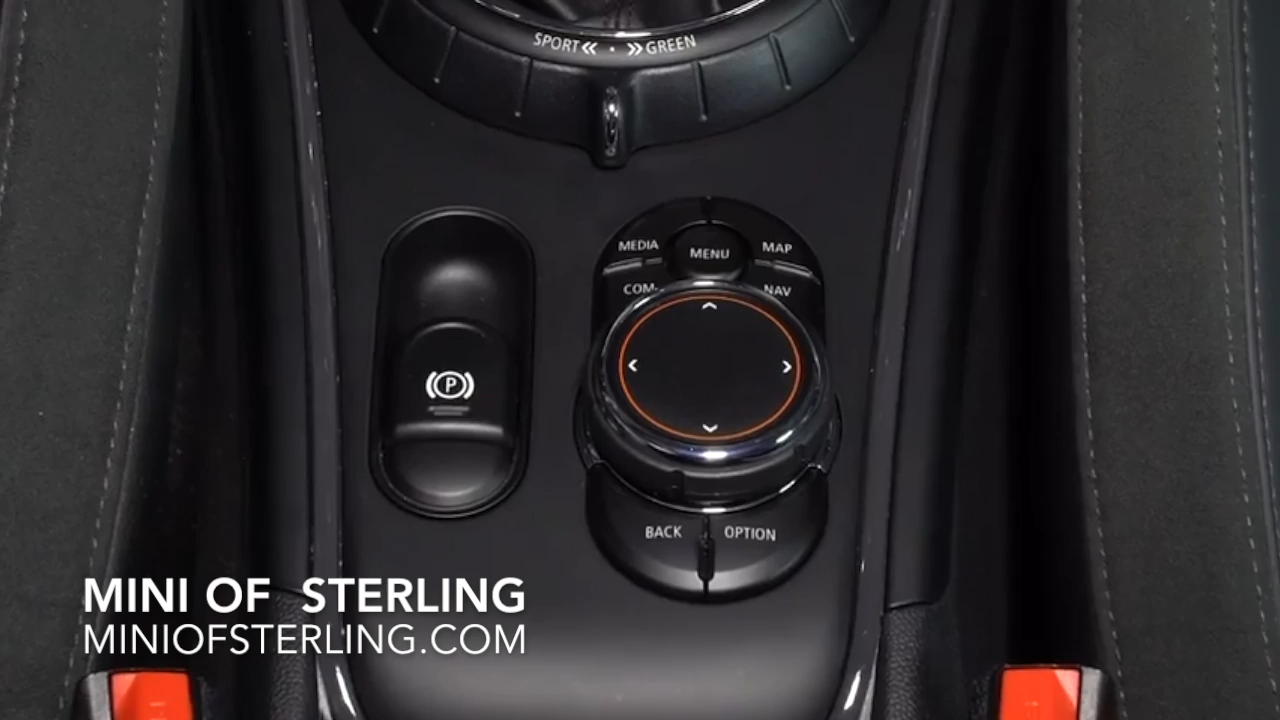 SPORT « · » GREEN
MEDIA
MENU
MAP
COM
NAV
P
BACK
OPTION
MINI OF STERLING
MINIOFSTERLING.COM